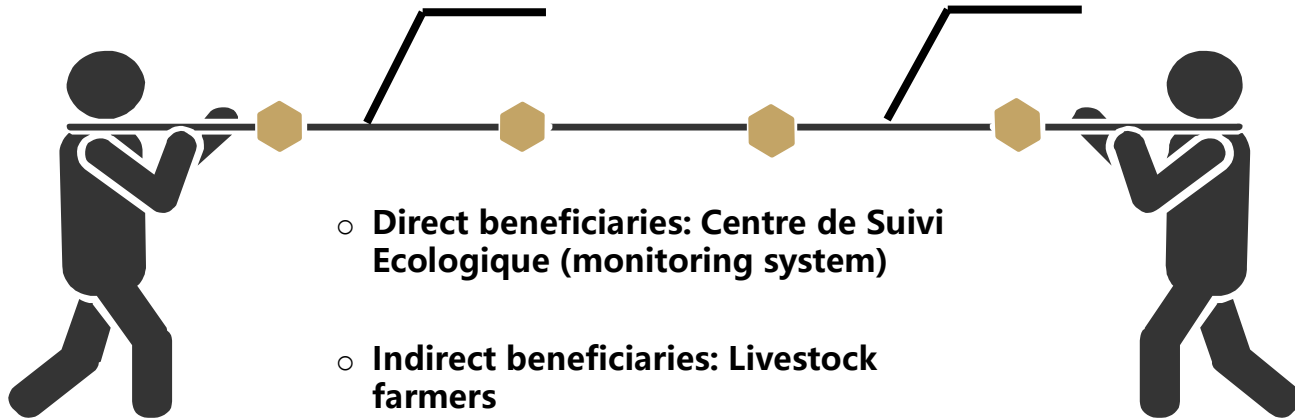 ○ Direct beneficiaries: Centre de Suivi
Ecologique (monitoring system)
○ Indirect beneficiaries: Livestock
farmers